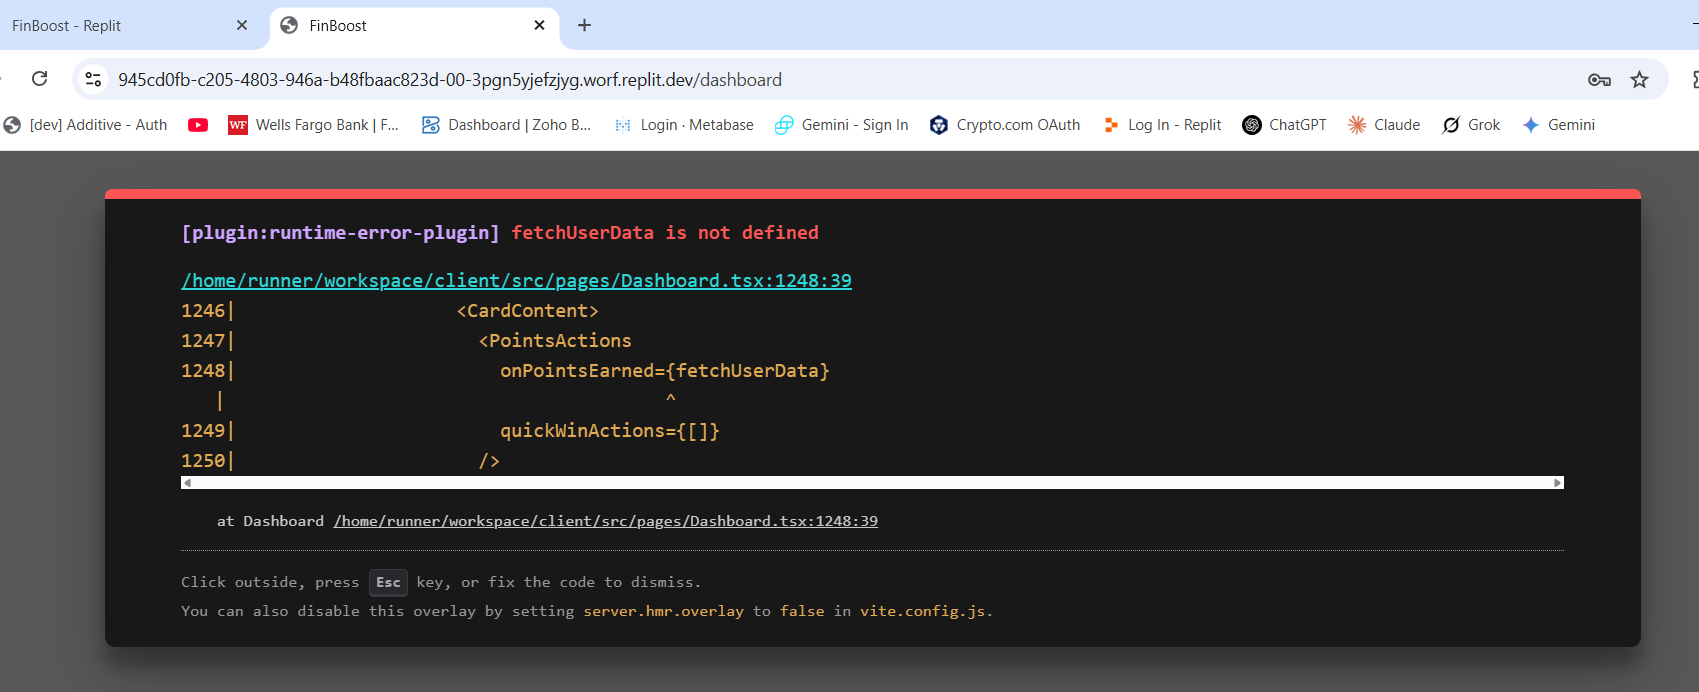 FinBoost - Replit
FinBoost
945cd0fb-c205-4803-946a-b48fbaac823d-00-3pgn5yjefzjyg.worf.replit.dev/dashboard
[dev] Additive - Auth WF Wells Fargo Bank | F... Dashboard | Zoho B... Login · Metabase Gemini - Sign In Crypto.com OAuth Log In - Replit ChatGPT Claude Grok Gemini
[plugin:runtime-error-plugin] fetchUserData is not defined
/home/runner/workspace/client/src/pages/Dashboard.tsx:1248:39
1246| <CardContent>
1247| <PointsActions
1248| onPointsEarned={fetchUserData}
| ^
1249| quickWinActions={[]}
1250| />
at Dashboard /home/runner/workspace/client/src/pages/Dashboard.tsx:1248:39
Click outside, press Esc key, or fix the code to dismiss.
You can also disable this overlay by setting server.hmr.overlay to false in vite.config.js.